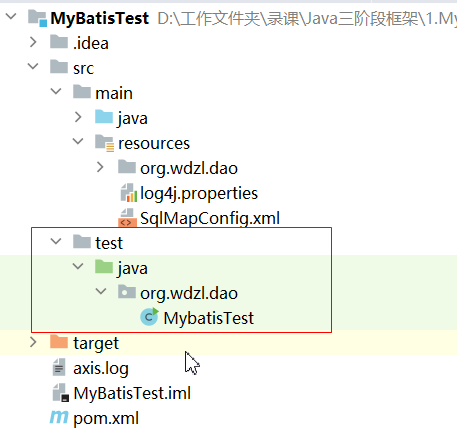 MyBatisTest D:\工作文件夹\录课\Java三阶段框架\1.My
.idea
src
main
java
resources
org.wdzl.dao
log4j.properties
SqlMapConfig.xml
test
java
org.wdzl.dao
MybatisTest
target
axis.log
MyBatisTest.iml
pom.xml